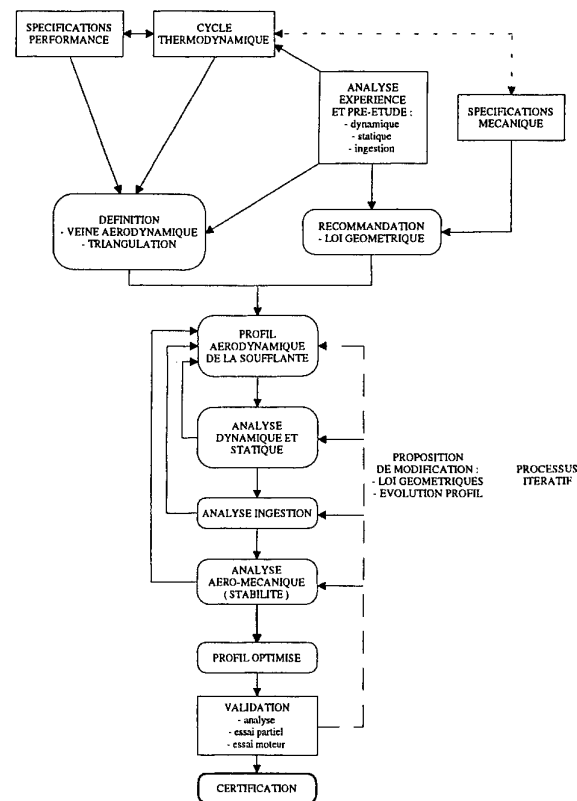 SPECIFICATIONS
PERFORMANCE
CYCLE
THERMODYNAMIQUE
ANALYSE
EXPERIENCE
ET PRE-ETUDE :
- dynamique
- statique
- ingestion
SPECIFICATIONS
MECANIQUE
DEFINITION
- VEINE AERODYNAMIQUE
- TRIANGULATION
RECOMMANDATION
- LOI GEOMETRIQUE
PROFIL
AERODYNAMIQUE
DE LA SOUFFLANTE
ANALYSE
DYNAMIQUE ET
STATIQUE
PROPOSITION
DE MODIFICATION :
- LOI GEOMETRIQUES
- EVOLUTION PROFIL
PROCESSUS
ITERATIF
ANALYSE INGESTION
ANALYSE
AERO-MECANIQUE
( STABILITE )
PROFIL OPTIMISE
VALIDATION
- analyse
- essai partiel
- essai moteur
CERTIFICATION